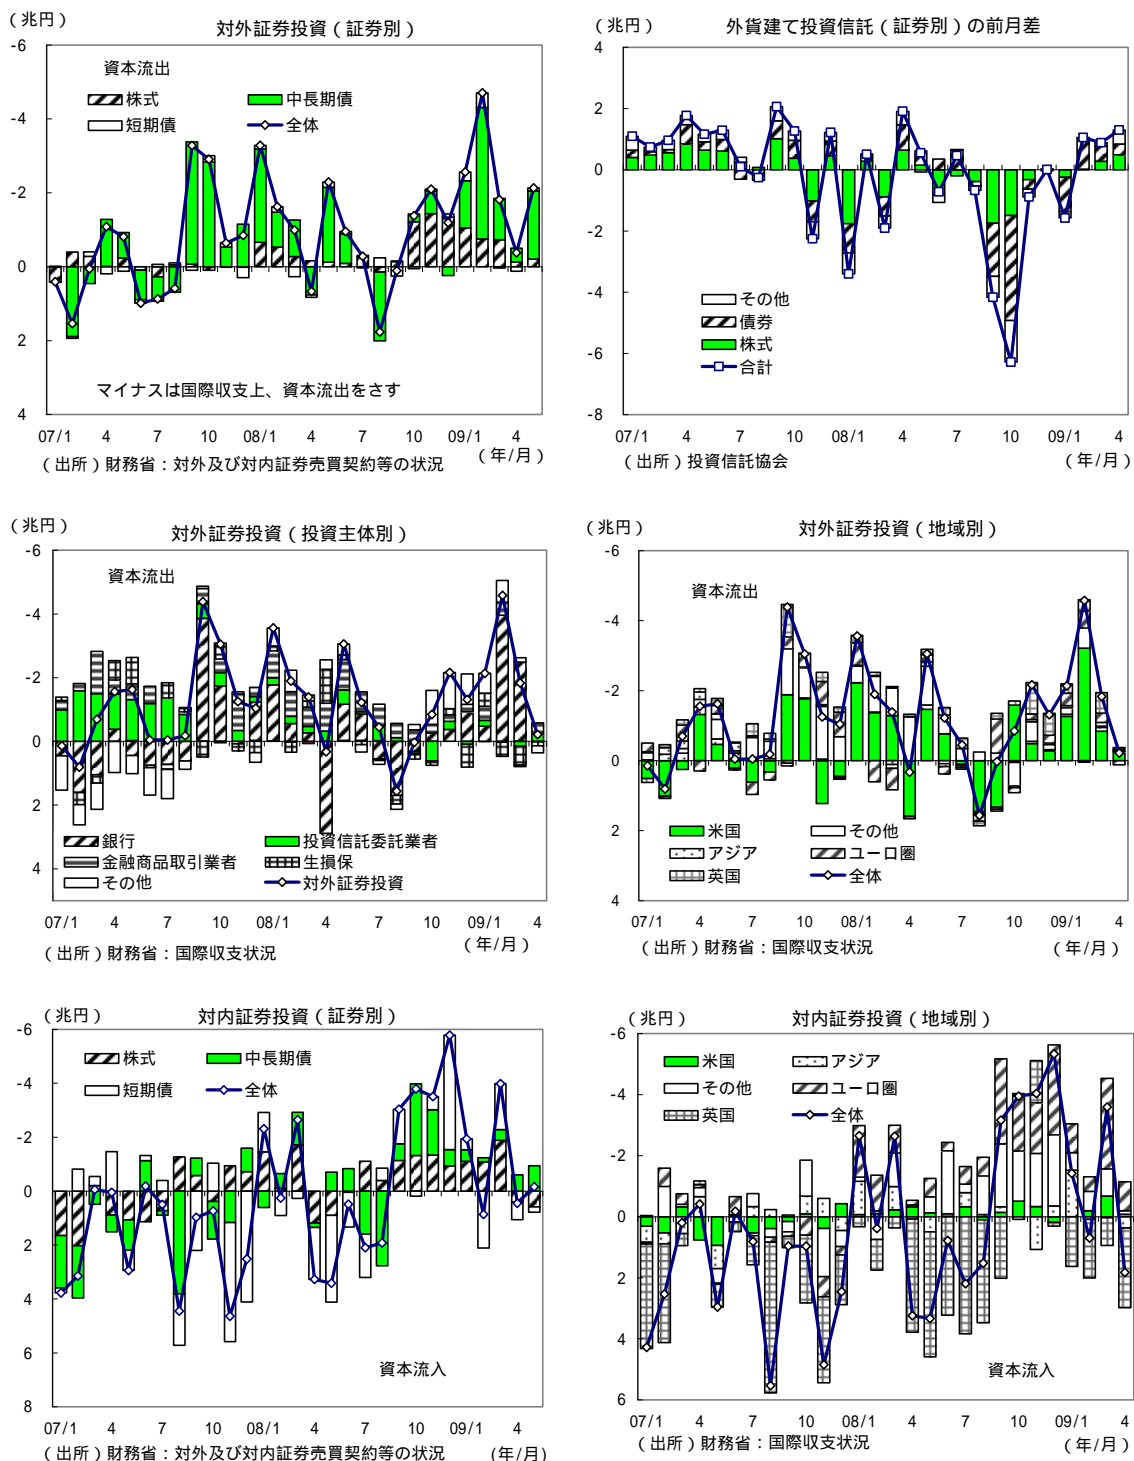 （兆円）
対外証券投資（証券別）
-6
-4
-2
0
2
4
資本流出
株式
中長期債
短期債
全体
マイナスは国際収支上、資本流出をさす
07/1 4 7 10 08/1 4 7 10 09/1 4
（年/月）
（出所）財務省：対外及び対内証券売買契約等の状況
（兆円）
外貨建て投資信託（証券別）の前月差
4
2
0
-2
-4
-6
-8
その他
債券
株式
合計
07/1 4 7 10 08/1 4 7 10 09/1 4
（出所）投資信託協会
（年/月）
（兆円）
対外証券投資（投資主体別）
-6
-4
-2
0
2
4
資本流出
銀行
投資信託委託業者
金融商品取引業者
生損保
その他
対外証券投資
07/1 4 7 10 08/1 4 7 10 09/1 4
（年/月）
（出所）財務省：国際収支状況
（兆円）
対外証券投資（地域別）
-6
-4
-2
0
2
4
資本流出
米国
その他
アジア
ユーロ圏
英国
全体
07/1 4 7 10 08/1 4 7 10 09/1 4
（年/月）
（出所）財務省：国際収支状況
（兆円）
対内証券投資（証券別）
-6
-4
-2
0
2
4
6
8
株式
中長期債
短期債
全体
資本流入
07/1 4 7 10 08/1 4 7 10 09/1 4
（出所）財務省：対外及び対内証券売買契約等の状況
（年/月）
（兆円）
対内証券投資（地域別）
-6
-4
-2
0
2
4
6
米国
アジア
その他
ユーロ圏
英国
全体
資本流入
07/1 4 7 10 08/1 4 7 10 09/1 4
（出所）財務省：国際収支状況
（年/月）